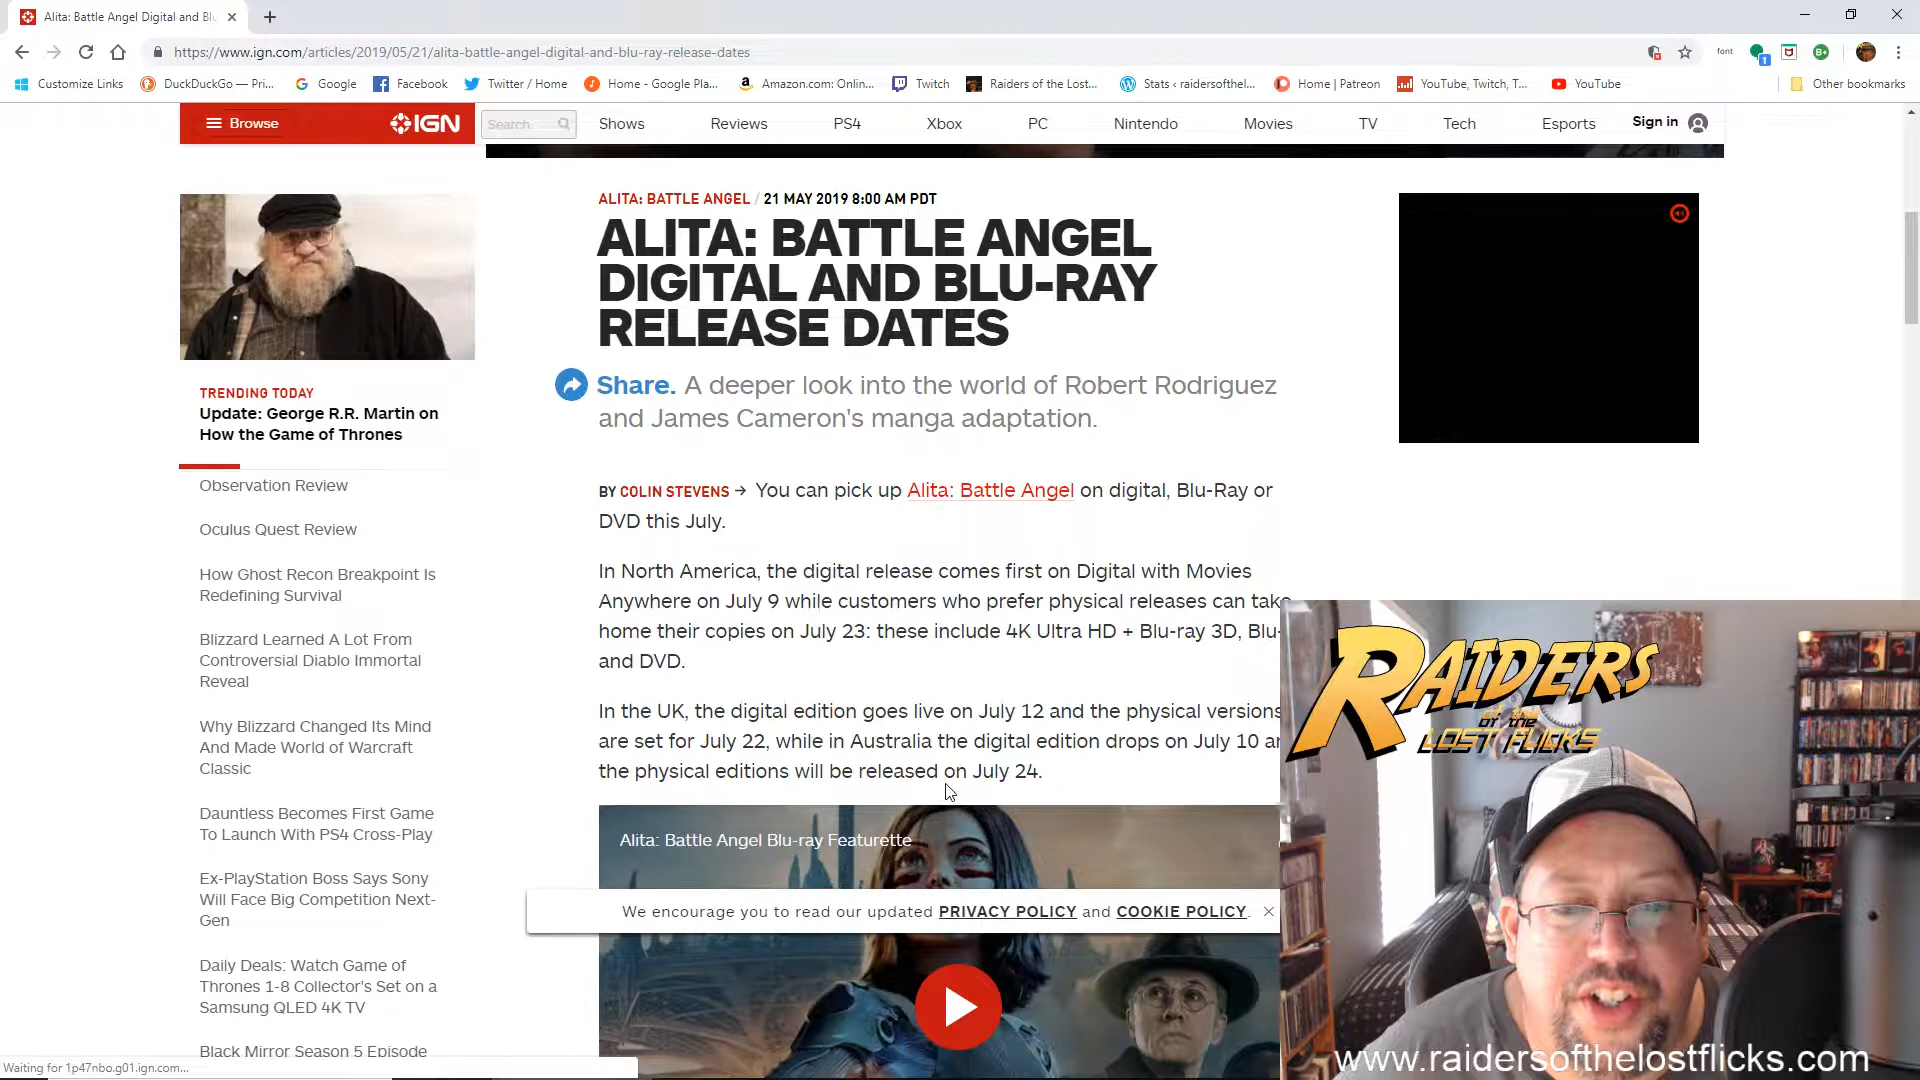 Alita: Battle Angel Digital and Blu
https://www.ign.com/articles/2019/05/21/alita-battle-angel-digital-and-blu-ray-release-dates
font
1
B+
Customize Links
DuckDuckGo — Pri...
Google
Facebook
Twitter / Home
Home - Google Pla...
Amazon.com: Onlin...
Twitch
Raiders of the Lost...
Stats ‹ raidersofthel...
Home | Patreon
YouTube, Twitch, T...
YouTube
Other bookmarks
Browse
IGN
Search
Shows
Reviews
PS4
Xbox
PC
Nintendo
Movies
TV
Tech
Esports
Sign in
TRENDING TODAY
Update: George R.R. Martin on
How the Game of Thrones
Observation Review
Oculus Quest Review
How Ghost Recon Breakpoint Is
Redefining Survival
Blizzard Learned A Lot From
Controversial Diablo Immortal
Reveal
Why Blizzard Changed Its Mind
And Made World of Warcraft
Classic
Dauntless Becomes First Game
To Launch With PS4 Cross-Play
Ex-PlayStation Boss Says Sony
Will Face Big Competition Next-
Gen
Daily Deals: Watch Game of
Thrones 1-8 Collector's Set on a
Samsung QLED 4K TV
Black Mirror Season 5 Episode
Waiting for 1p47nbo.g01.ign.com...
ALITA: BATTLE ANGEL / 21 MAY 2019 8:00 AM PDT
ALITA: BATTLE ANGEL
DIGITAL AND BLU-RAY
RELEASE DATES
Share. A deeper look into the world of Robert Rodriguez
and James Cameron's manga adaptation.
BY COLIN STEVENS → You can pick up Alita: Battle Angel on digital, Blu-Ray or
DVD this July.
In North America, the digital release comes first on Digital with Movies
Anywhere on July 9 while customers who prefer physical releases can take
home their copies on July 23: these include 4K Ultra HD + Blu-ray 3D, Blu-
and DVD.
In the UK, the digital edition goes live on July 12 and the physical versions
are set for July 22, while in Australia the digital edition drops on July 10 an
the physical editions will be released on July 24.
Alita: Battle Angel Blu-ray Featurette
We encourage you to read our updated PRIVACY POLICY and COOKIE POLICY.
RAIDERS
of the
LOST FLICKS
www.raidersofthelostflicks.com